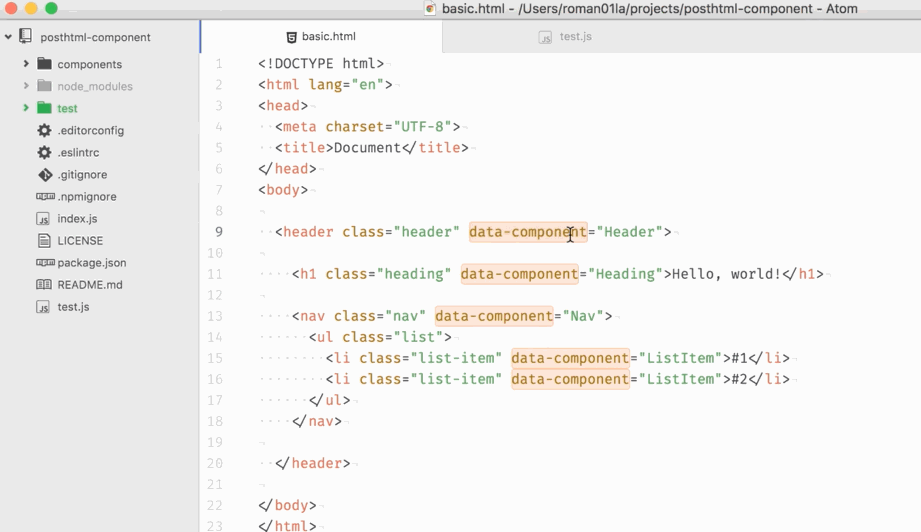 basic.html - /Users/roman01la/projects/posthtml-component - Atom
posthtml-component
components
node_modules
test
.editorconfig
.eslintrc
.gitignore
.npmignore
index.js
LICENSE
package.json
README.md
test.js
basic.html
test.js
1 <!DOCTYPE html>
2 <html lang="en">
3 <head>
4 <meta charset="UTF-8">
5 <title>Document</title>
6 </head>
7 <body>
8
9 <header class="header" data-component="Header">
10
11 <h1 class="heading" data-component="Heading">Hello, world!</h1>
12
13 <nav class="nav" data-component="Nav">
14 <ul class="list">
15 <li class="list-item" data-component="ListItem">#1</li>
16 <li class="list-item" data-component="ListItem">#2</li>
17 </ul>
18 </nav>
19
20 </header>
21
22 </body>
23 </html>